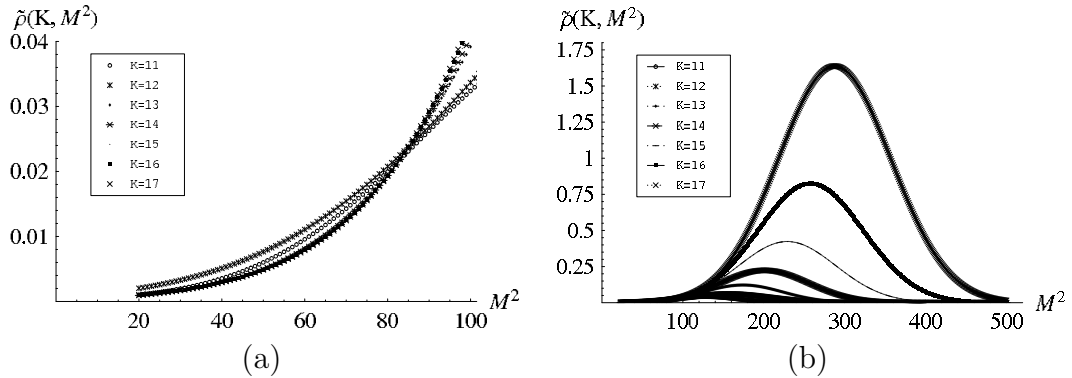 ρ̃(K, M²)
0.04
0.03
0.02
0.01
K=11
K=12
K=13
K=14
K=15
K=16
K=17
20 40 60 80 100
M²
(a)
ρ̃(K, M²)
1.75
1.5
1.25
1
0.75
0.5
0.25
K=11
K=12
K=13
K=14
K=15
K=16
K=17
100 200 300 400 500
M²
(b)